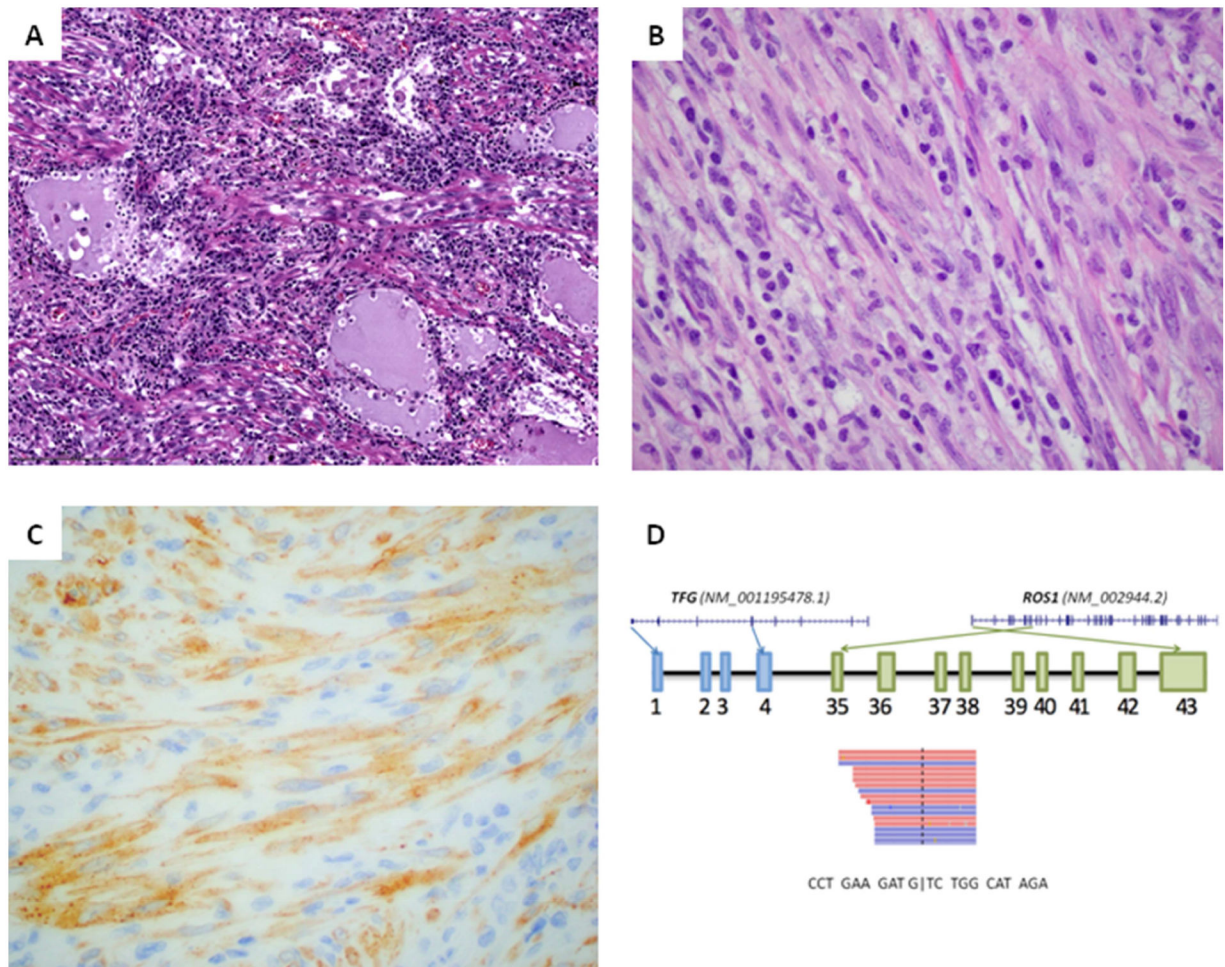 A
B
C
D
TFG (NM_001195478.1)
ROS1 (NM_002944.2)
1 2 3 4 35 36 37 38 39 40 41 42 43
CCT GAA GAT G|TC TGG CAT AGA